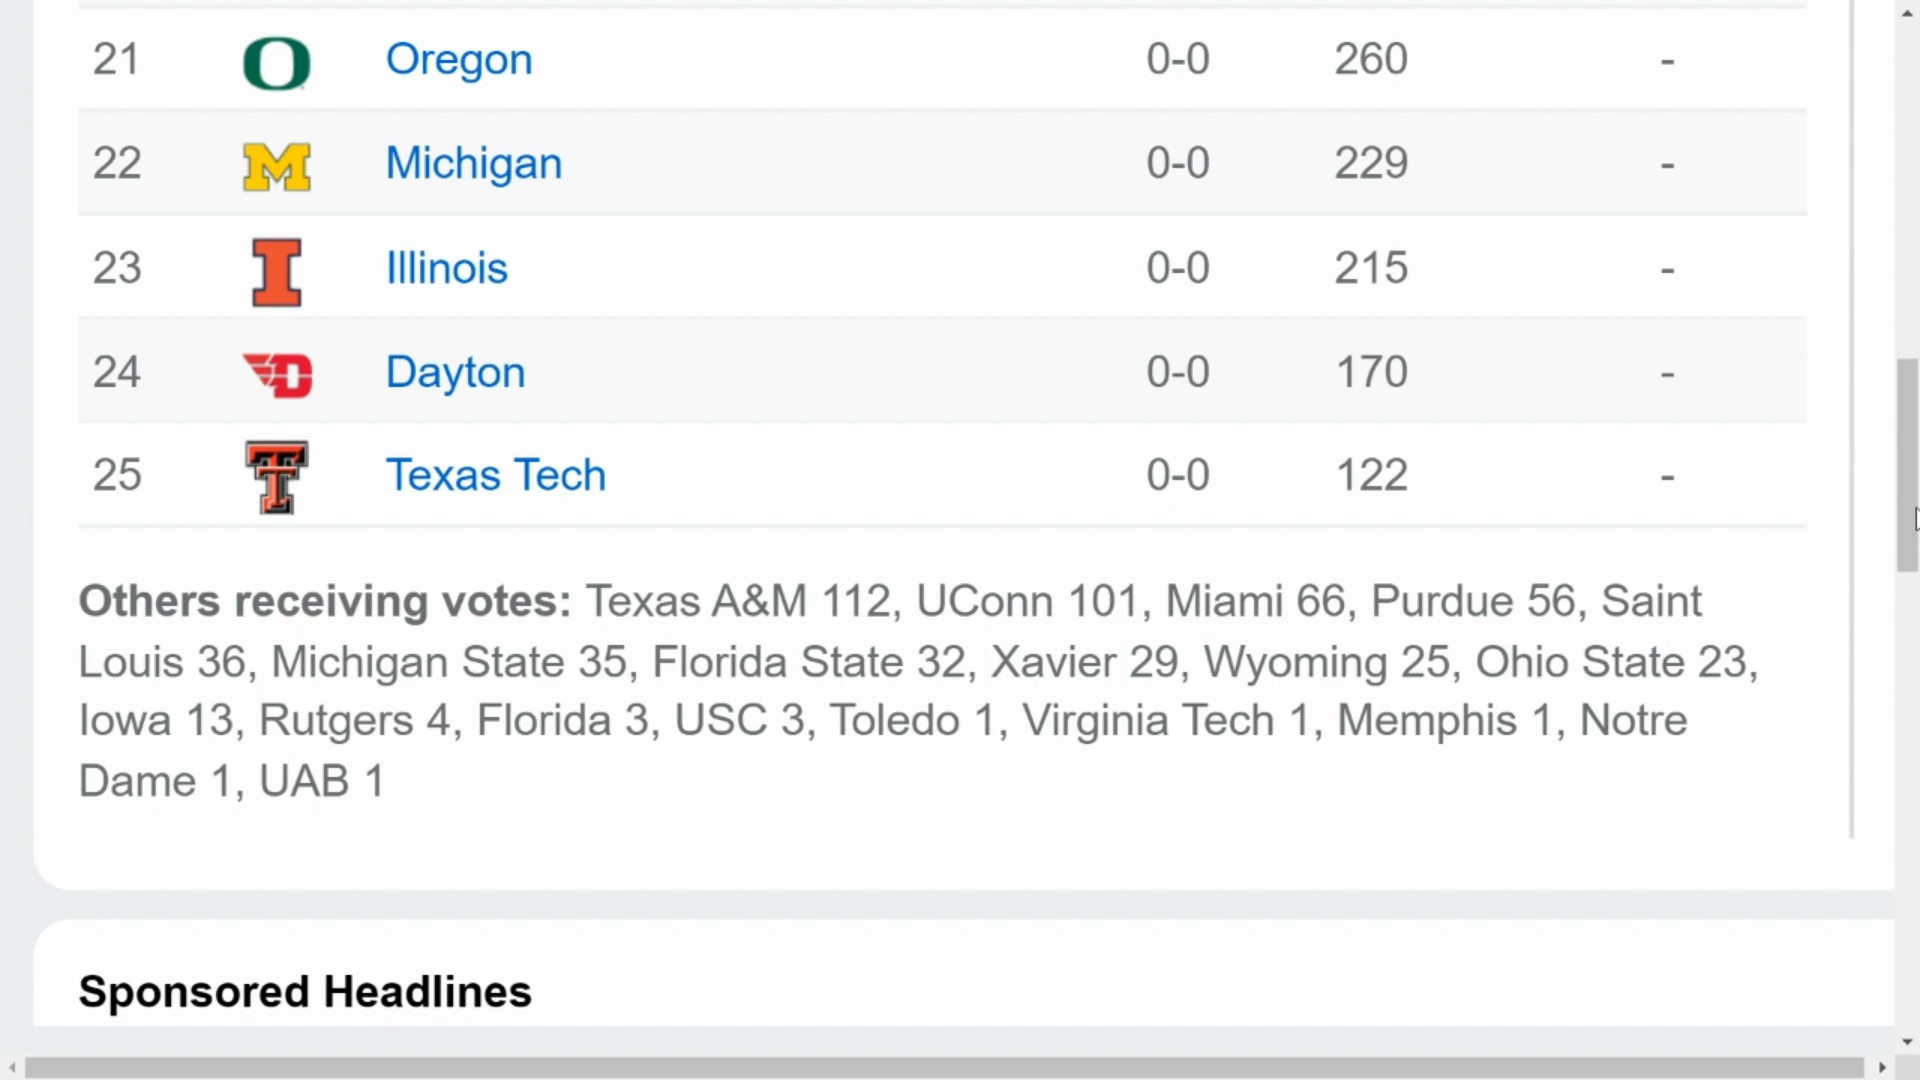 21 Oregon 0-0 260 -
22 Michigan 0-0 229 -
23 Illinois 0-0 215 -
24 Dayton 0-0 170 -
25 Texas Tech 0-0 122 -
Others receiving votes: Texas A&M 112, UConn 101, Miami 66, Purdue 56, Saint
Louis 36, Michigan State 35, Florida State 32, Xavier 29, Wyoming 25, Ohio State 23,
Iowa 13, Rutgers 4, Florida 3, USC 3, Toledo 1, Virginia Tech 1, Memphis 1, Notre
Dame 1, UAB 1
Sponsored Headlines